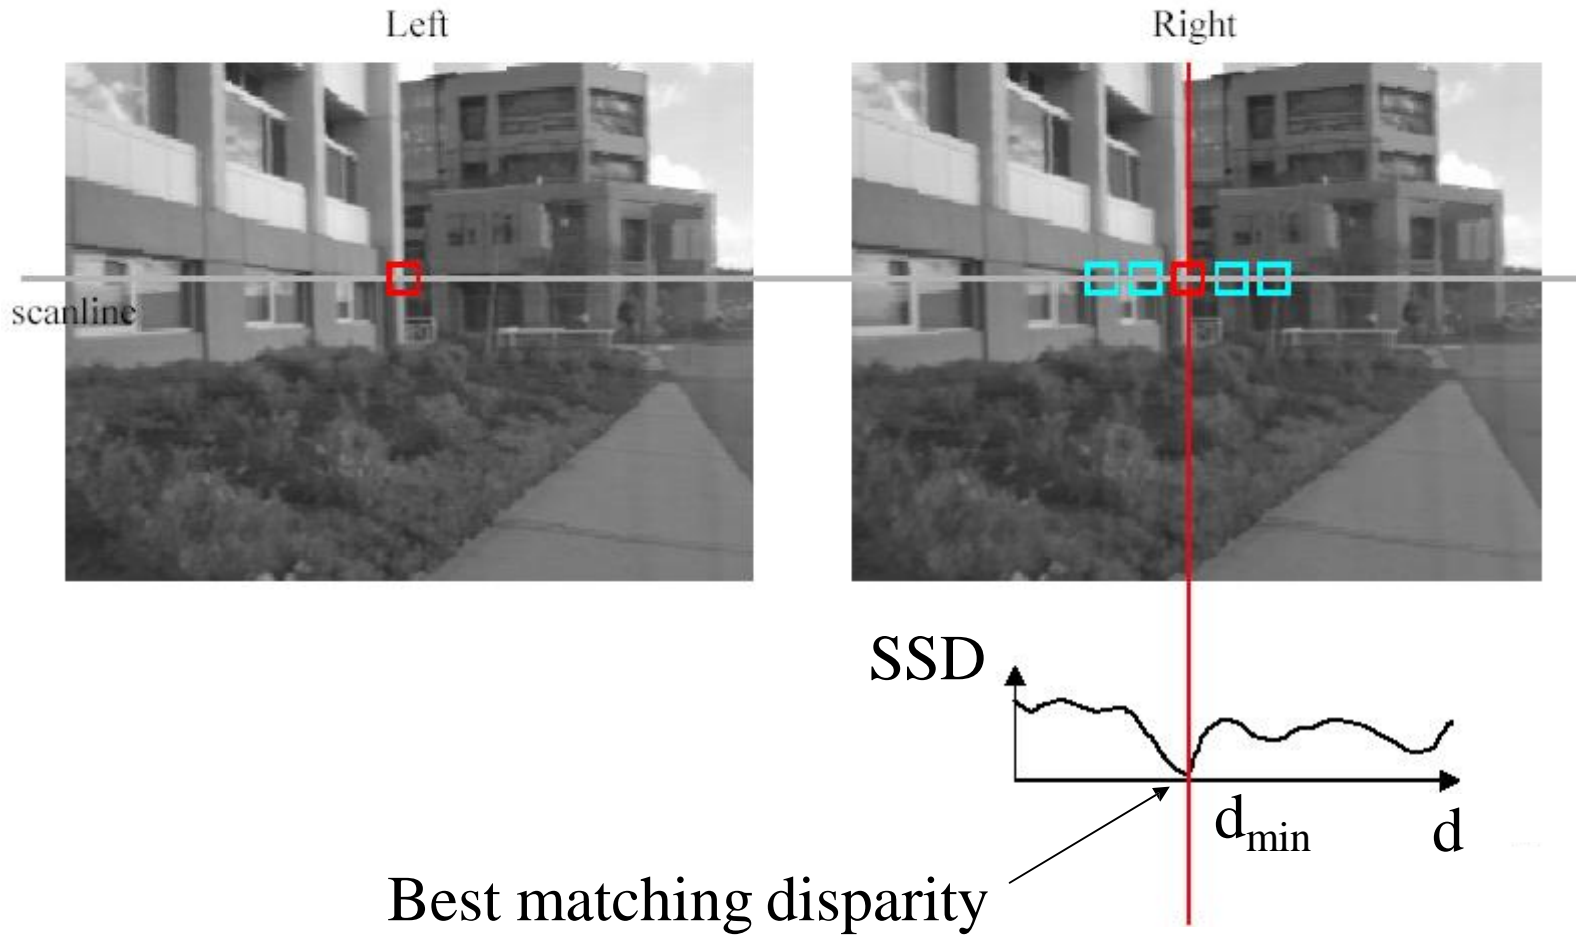 Left
Right
scanline
SSD
dmin
d
Best matching disparity